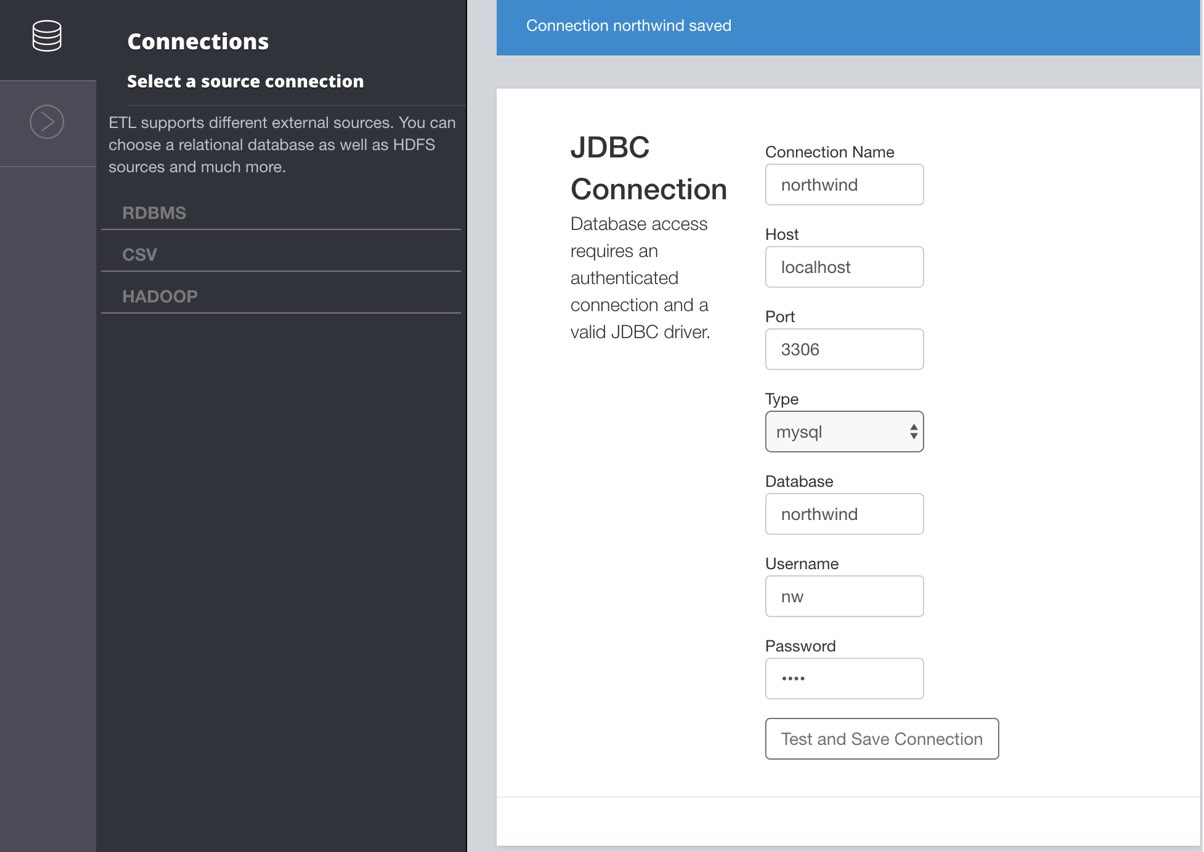 Connections
Select a source connection
ETL supports different external sources. You can
choose a relational database as well as HDFS
sources and much more.
RDBMS
CSV
HADOOP
Connection northwind saved
JDBC
Connection
Database access
requires an
authenticated
connection and a
valid JDBC driver.
Connection Name
northwind
Host
localhost
Port
3306
Type
mysql
Database
northwind
Username
nw
Password
••••
Test and Save Connection